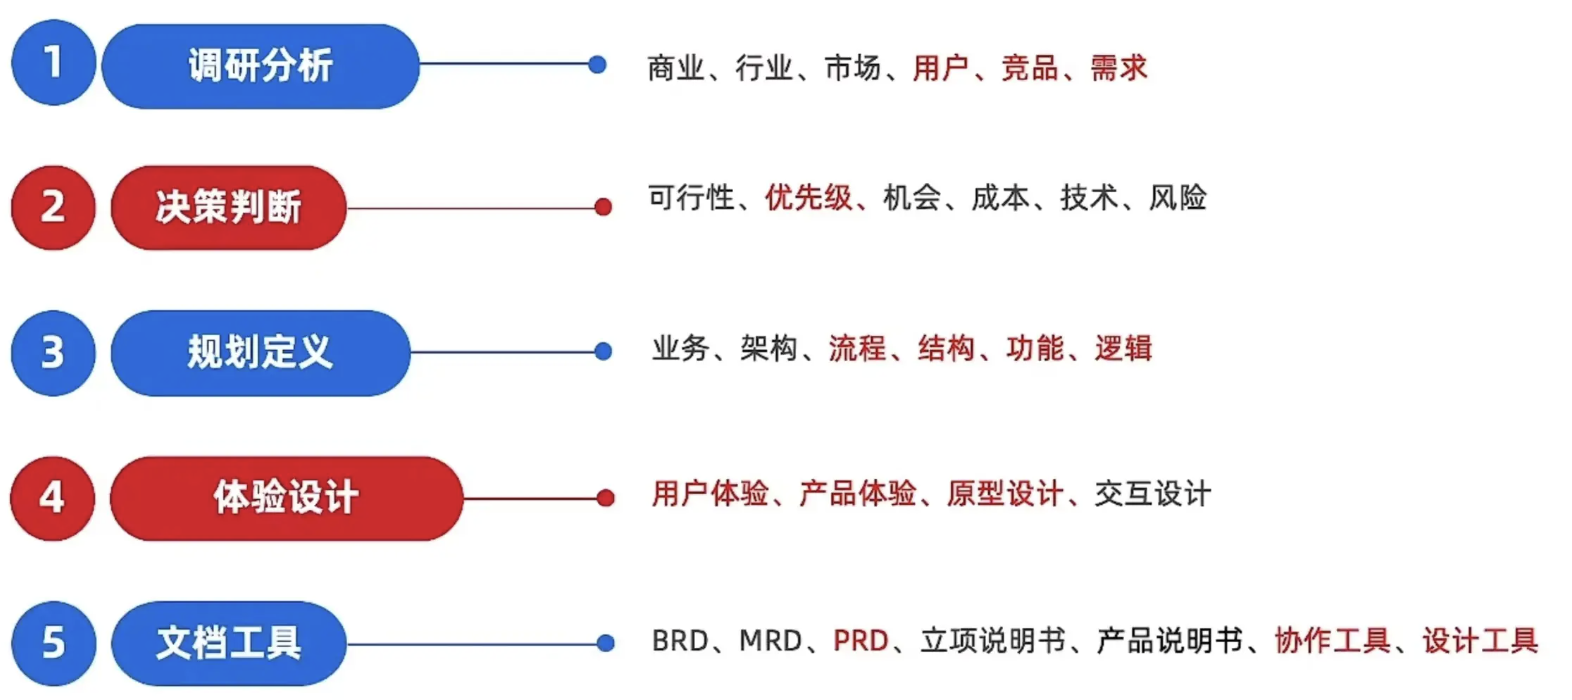 1 调研分析 商业、行业、市场、用户、竞品、需求
2 决策判断 可行性、优先级、机会、成本、技术、风险
3 规划定义 业务、架构、流程、结构、功能、逻辑
4 体验设计 用户体验、产品体验、原型设计、交互设计
5 文档工具 BRD、MRD、PRD、立项说明书、产品说明书、协作工具、设计工具